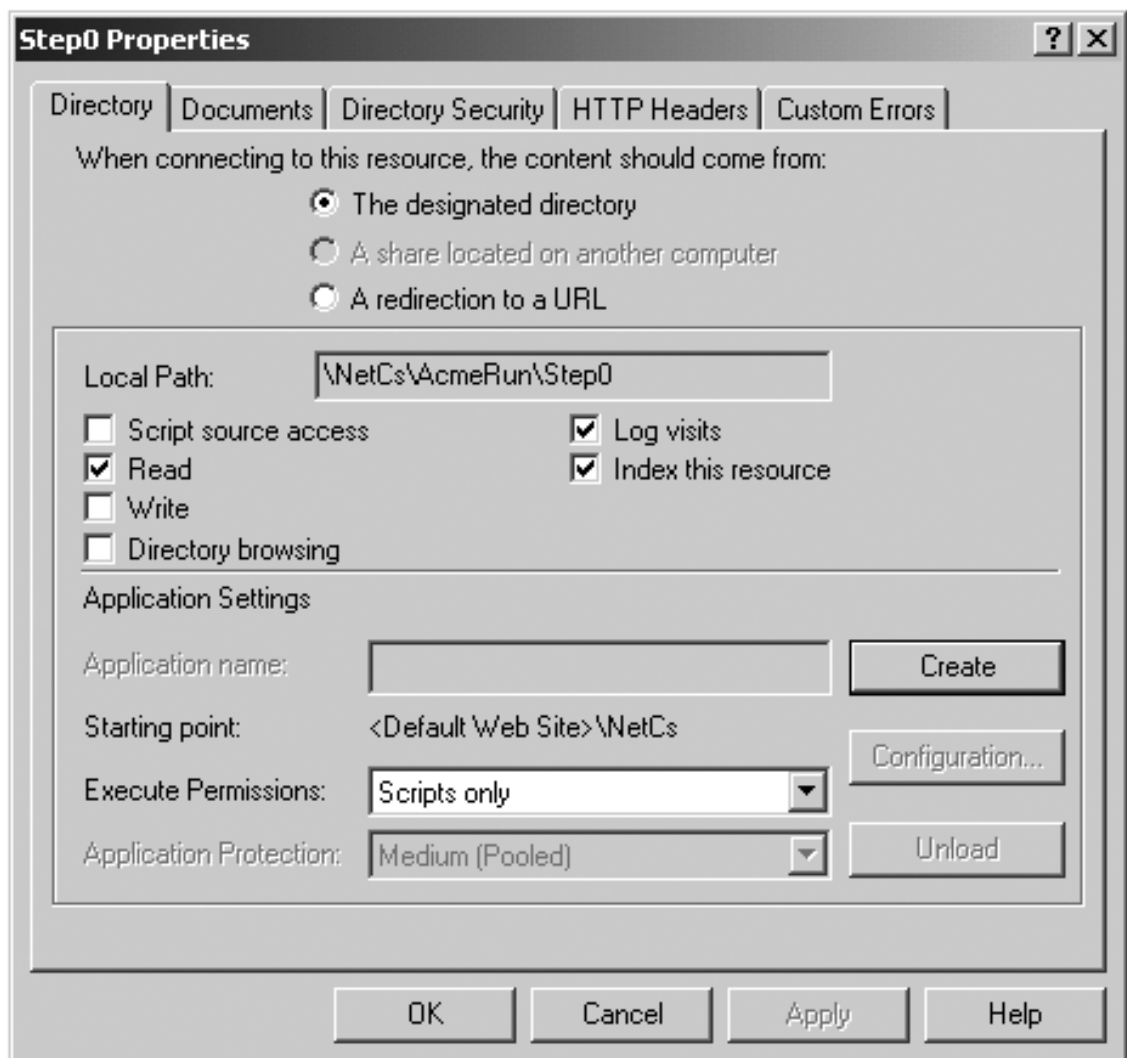 Step0 Properties
Directory Documents Directory Security HTTP Headers Custom Errors
When connecting to this resource, the content should come from:
The designated directory
A share located on another computer
A redirection to a URL
Local Path: \NetCs\AcmeRun\Step0
Script source access Log visits
Read Index this resource
Write
Directory browsing
Application Settings
Application name: Create
Starting point: <Default Web Site>\NetCs
Configuration...
Execute Permissions: Scripts only
Application Protection: Medium (Pooled) Unload
OK Cancel Apply Help